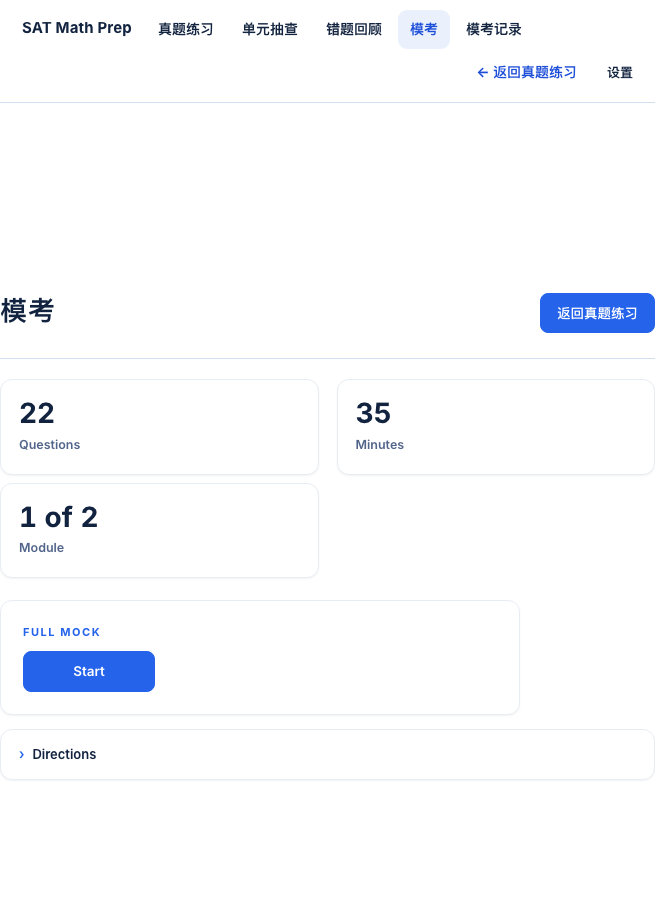 SAT Math Prep 真题练习 单元抽查 错题回顾 模考 模考记录
← 返回真题练习 设置
模考 返回真题练习
22 35
Questions Minutes
1 of 2
Module
FULL MOCK
Start
› Directions